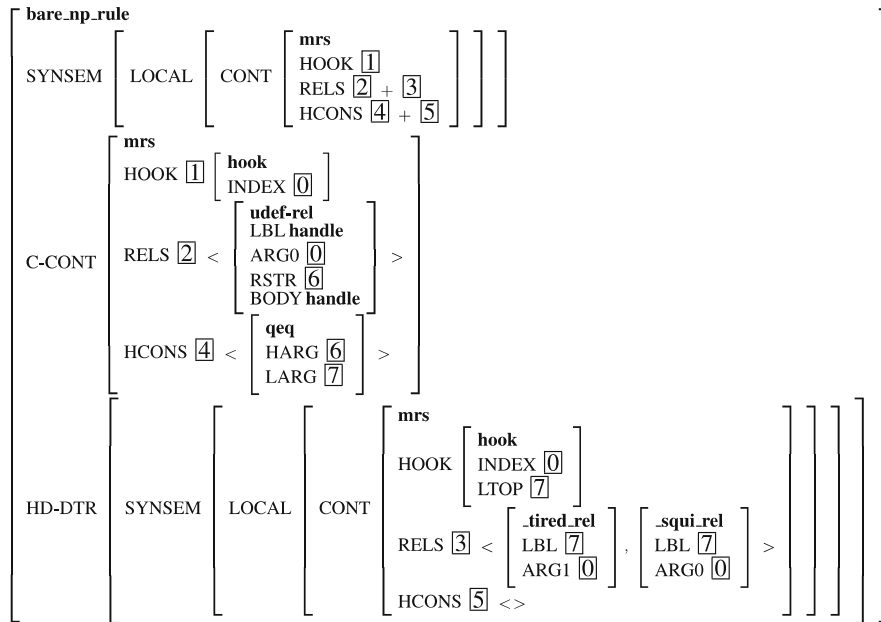 bare_np_rule
mrs
HOOK 1
SYNSEM LOCAL CONT
RELS 2 + 3
HCONS 4 + 5
mrs
HOOK 1 hook
INDEX 0
udef-rel
LBL handle
C-CONT RELS 2 < ARG0 0 >
RSTR 6
BODY handle
qeq
HCONS 4 < HARG 6 >
LARG 7
mrs
hook
HOOK INDEX 0
LTOP 7
HD-DTR SYNSEM LOCAL CONT
_tired_rel _squi_rel
RELS 3 < LBL 7 , LBL 7 >
ARG1 0 ARG0 0
HCONS 5 <>